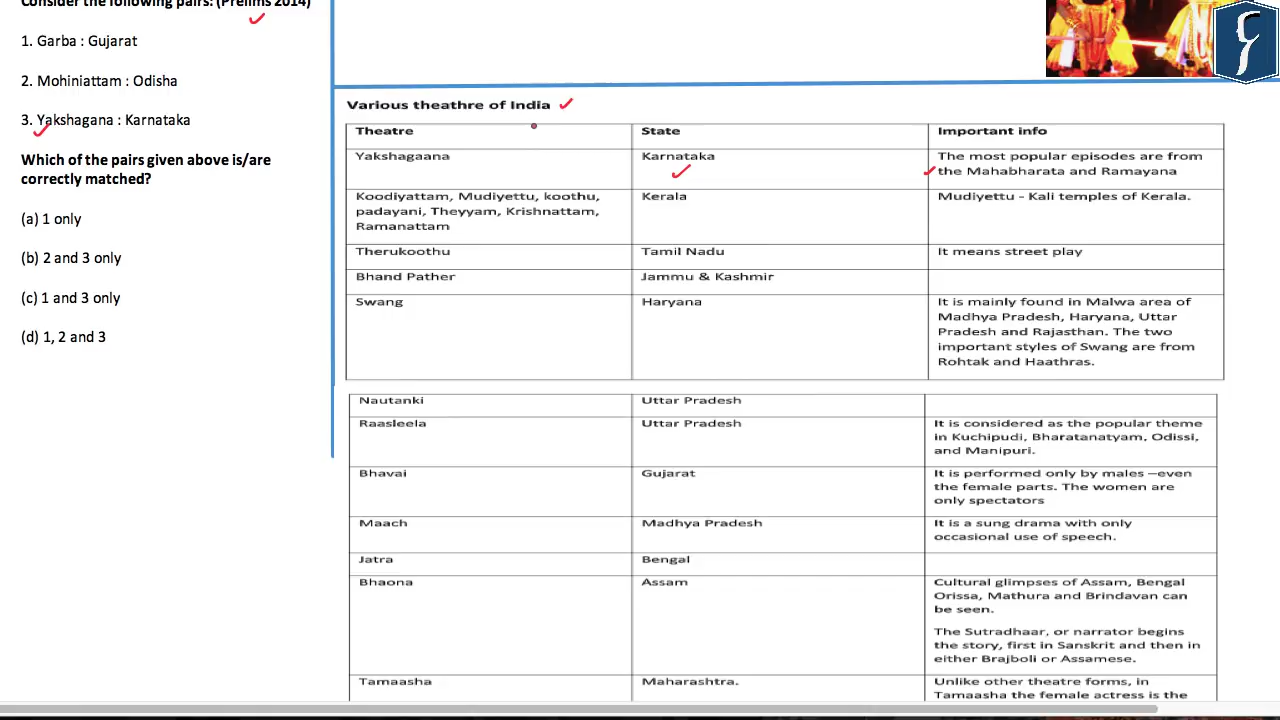 Consider the following pairs: (Prelims 2014)
1. Garba : Gujarat
2. Mohiniattam : Odisha
3. Yakshagana : Karnataka
Which of the pairs given above is/are
correctly matched?
(a) 1 only
(b) 2 and 3 only
(c) 1 and 3 only
(d) 1, 2 and 3
Various theathre of India
Theatre State Important info
Yakshagaana Karnataka The most popular episodes are from
the Mahabharata and Ramayana
Koodiyattam, Mudiyettu, koothu, Kerala Mudiyettu - Kali temples of Kerala.
padayani, Theyyam, Krishnattam,
Ramanattam
Therukoothu Tamil Nadu It means street play
Bhand Pather Jammu & Kashmir
Swang Haryana It is mainly found in Malwa area of
Madhya Pradesh, Haryana, Uttar
Pradesh and Rajasthan. The two
important styles of Swang are from
Rohtak and Haathras.
Nautanki Uttar Pradesh
Raasleela Uttar Pradesh It is considered as the popular theme
in Kuchipudi, Bharatanatyam, Odissi,
and Manipuri.
Bhavai Gujarat It is performed only by males –even
the female parts. The women are
only spectators
Maach Madhya Pradesh It is a sung drama with only
occasional use of speech.
Jatra Bengal
Bhaona Assam Cultural glimpses of Assam, Bengal
Orissa, Mathura and Brindavan can
be seen.
The Sutradhaar, or narrator begins
the story, first in Sanskrit and then in
either Brajboli or Assamese.
Tamaasha Maharashtra. Unlike other theatre forms, in
Tamaasha the female actress is the